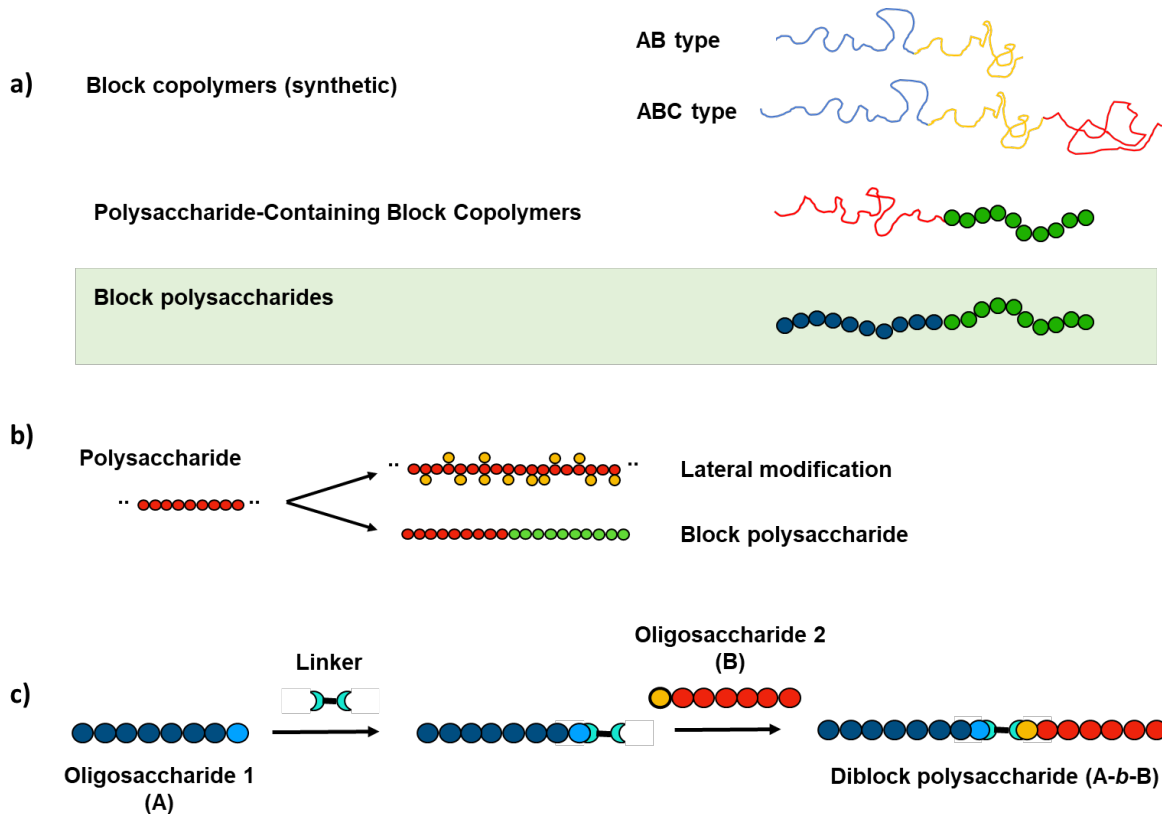 a)
Block copolymers (synthetic)
AB type
ABC type
Polysaccharide-Containing Block Copolymers
Block polysaccharides
b)
Polysaccharide
Lateral modification
Block polysaccharide
c)
Linker
Oligosaccharide 2
(B)
Oligosaccharide 1
(A)
Diblock polysaccharide (A-b-B)